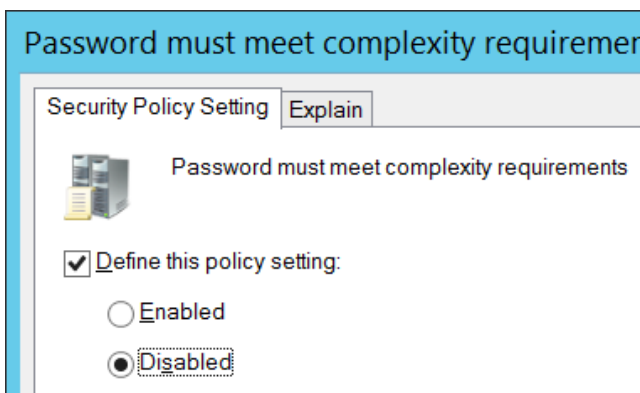 Password must meet complexity requiremen
Security Policy Setting
Explain
Password must meet complexity requirements
Define this policy setting:
Enabled
Disabled